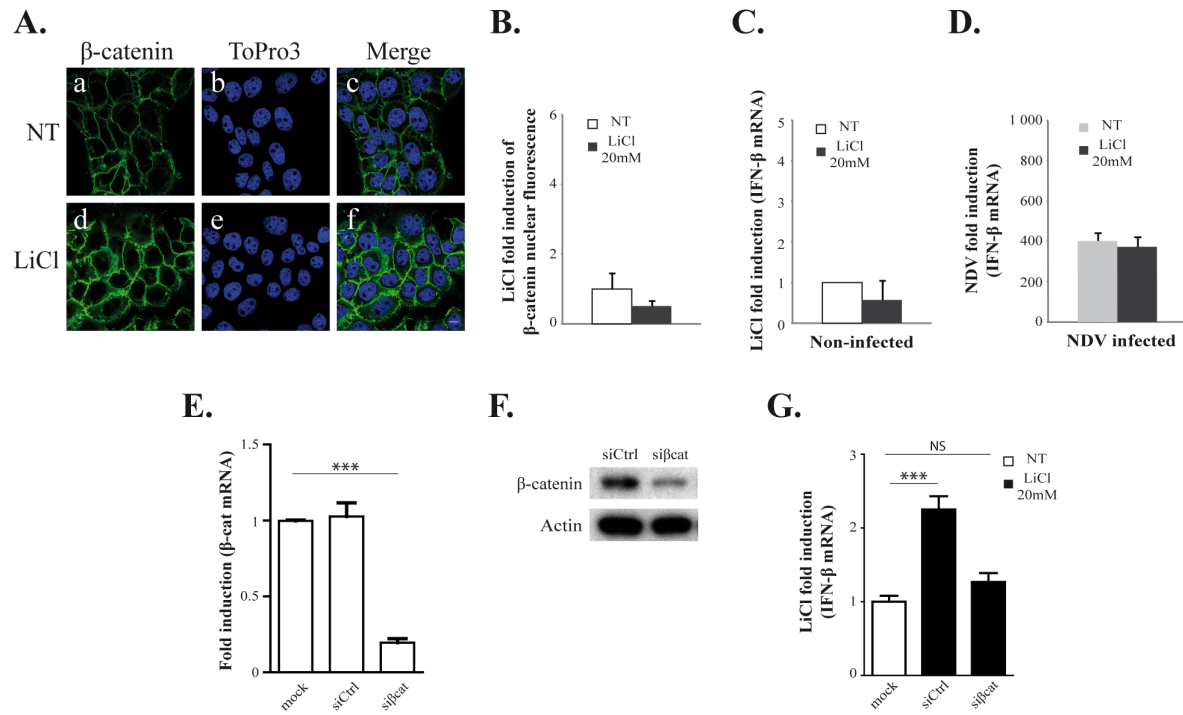 A.
β-catenin ToPro3 Merge
NT
a b c
LiCl
d e f
B.
LiCl fold induction of
β-catenin nuclear fluorescence
6
4
2
0
NT
LiCl
20mM
C.
LiCl fold induction (IFN-β mRNA)
5
4
3
2
1
0
NT
LiCl
20mM
Non-infected
D.
NDV fold induction
(IFN-β mRNA)
1 000
800
600
400
200
0
NT
LiCl
20mM
NDV infected
E.
Fold induction (β-cat mRNA)
1.5
1
0.5
0
***
mock siCtrl siβcat
F.
siCtrl siβcat
β-catenin
Actin
G.
LiCl fold induction
(IFN-β mRNA)
3
2
1
0
NS
***
NT
LiCl
20mM
mock siCtrl siβcat